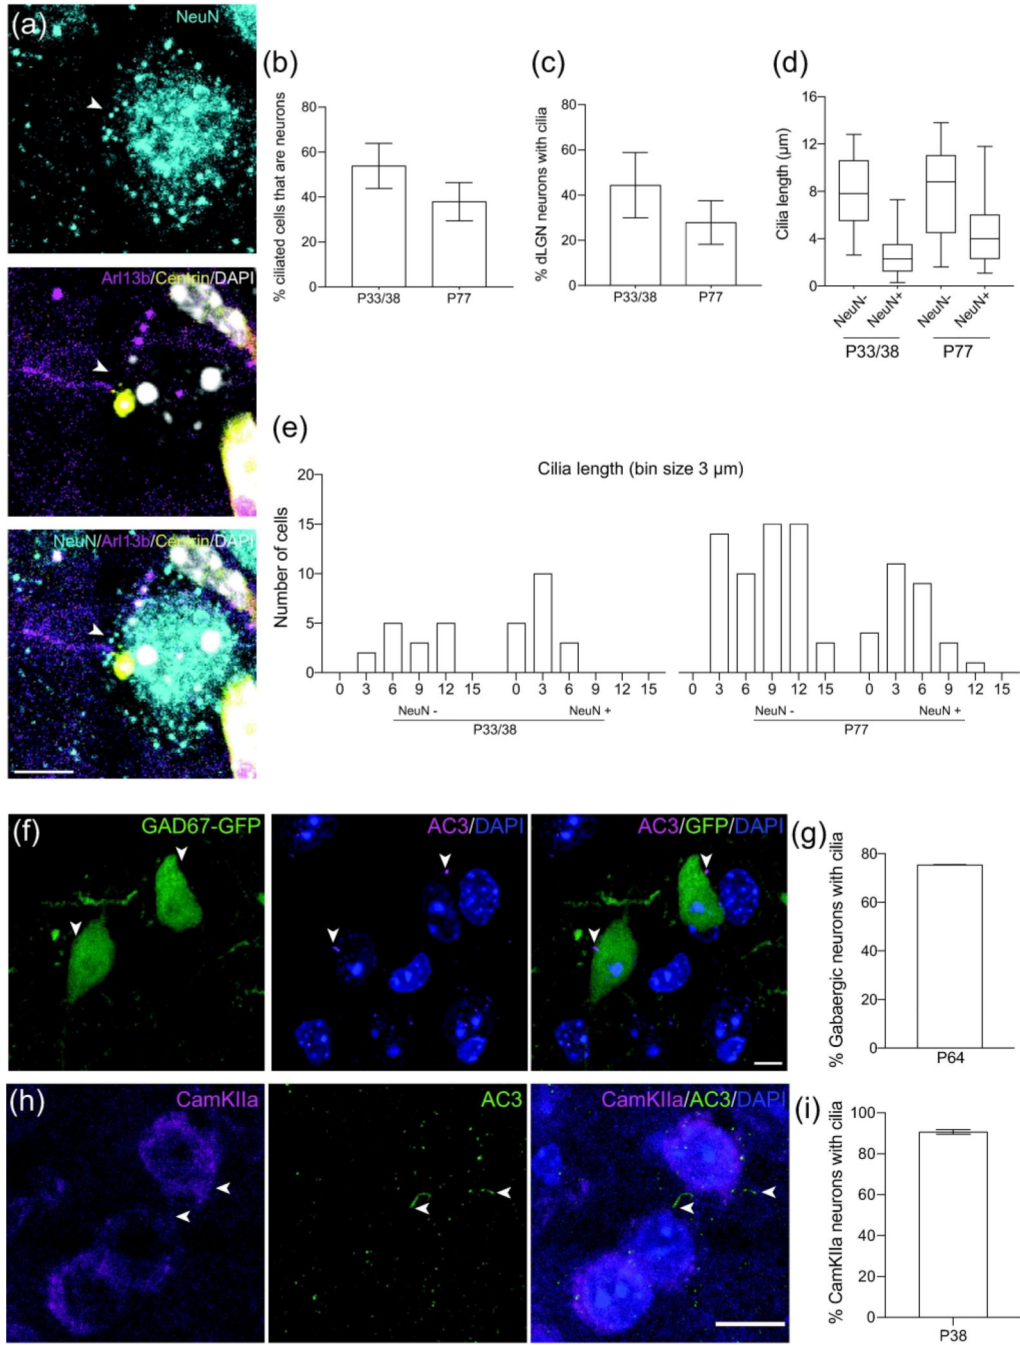 (a)
NeuN
Arl13b/Centrin/DAPI
NeuN/Arl13b/Centrin/DAPI
(b)
% ciliated cells that are neurons
80
60
40
20
0
P33/38 P77
(c)
% dLGN neurons with cilia
80
60
40
20
0
P33/38 P77
(d)
Cilia length (µm)
16
12
8
4
0
NeuN- NeuN+ NeuN- NeuN+
P33/38 P77
(e)
Cilia length (bin size 3 µm)
Number of cells
20
15
10
5
0
0 3 6 9 12 15 0 3 6 9 12 15 0 3 6 9 12 15 0 3 6 9 12 15
NeuN - NeuN + NeuN - NeuN +
P33/38 P77
(f)
GAD67-GFP
AC3/DAPI
AC3/GFP/DAPI
(g)
% Gabaergic neurons with cilia
80
60
40
20
0
P64
(h)
CamKIIa
AC3
CamKIIa/AC3/DAPI
(i)
% CamKIIa neurons with cilia
100
80
60
40
20
0
P38